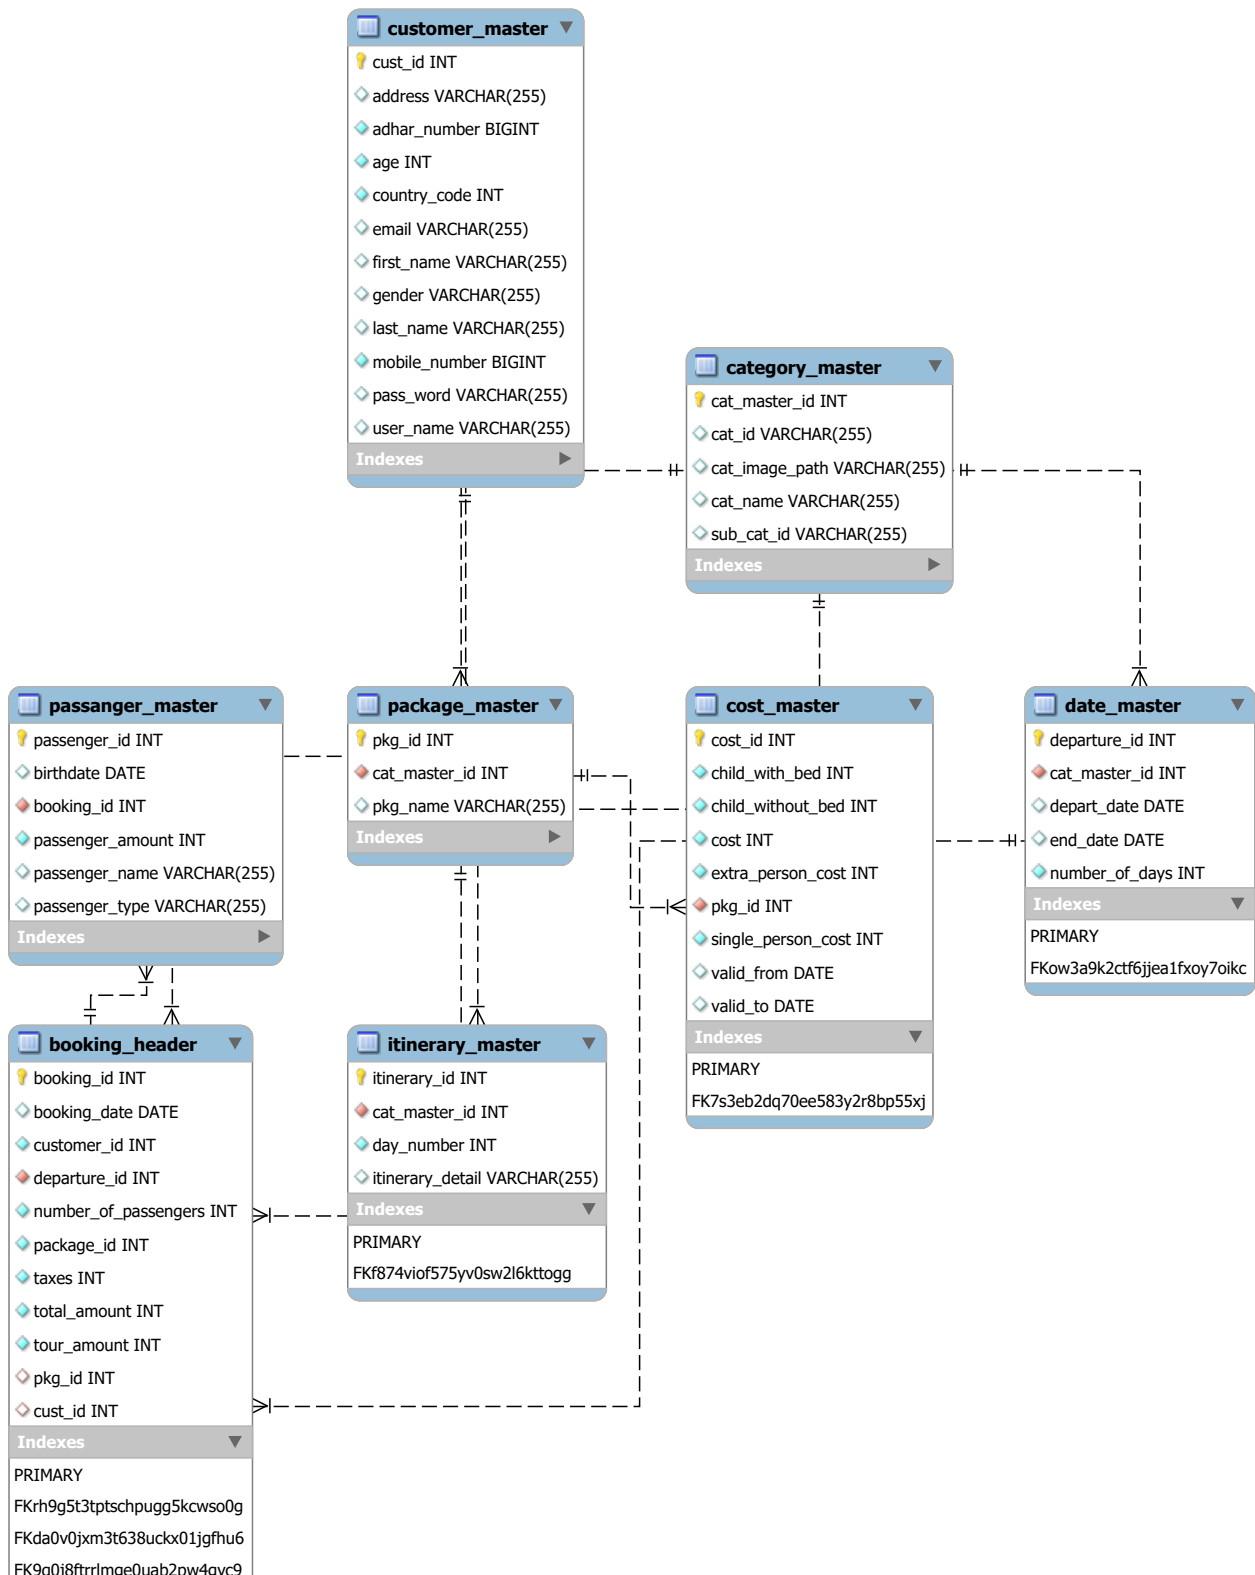 customer_master
cust_id INT
address VARCHAR(255)
adhar_number BIGINT
age INT
country_code INT
email VARCHAR(255)
first_name VARCHAR(255)
gender VARCHAR(255)
last_name VARCHAR(255)
mobile_number BIGINT
pass_word VARCHAR(255)
user_name VARCHAR(255)
Indexes
category_master
cat_master_id INT
cat_id VARCHAR(255)
cat_image_path VARCHAR(255)
cat_name VARCHAR(255)
sub_cat_id VARCHAR(255)
Indexes
passanger_master
passenger_id INT
birthdate DATE
booking_id INT
passenger_amount INT
passenger_name VARCHAR(255)
passenger_type VARCHAR(255)
Indexes
package_master
pkg_id INT
cat_master_id INT
pkg_name VARCHAR(255)
Indexes
cost_master
cost_id INT
child_with_bed INT
child_without_bed INT
cost INT
extra_person_cost INT
pkg_id INT
single_person_cost INT
valid_from DATE
valid_to DATE
Indexes
PRIMARY
FK7s3eb2dq70ee583y2r8bp55xj
date_master
departure_id INT
cat_master_id INT
depart_date DATE
end_date DATE
number_of_days INT
Indexes
PRIMARY
FKow3a9k2ctf6jjea1fxoy7oikc
booking_header
booking_id INT
booking_date DATE
customer_id INT
departure_id INT
number_of_passengers INT
package_id INT
taxes INT
total_amount INT
tour_amount INT
pkg_id INT
cust_id INT
Indexes
PRIMARY
FKrh9g5t3tptschpugg5kcwso0g
FKda0v0jxm3t638uckx01jgfhu6
itinerary_master
itinerary_id INT
cat_master_id INT
day_number INT
itinerary_detail VARCHAR(255)
Indexes
PRIMARY
FKf874viof575yv0sw2l6kttogg